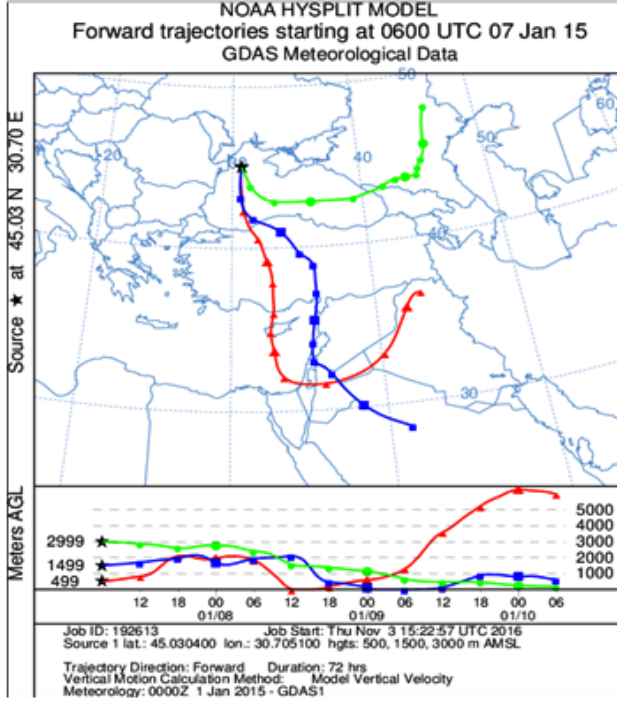 NOAA HYSPLIT MODEL
Forward trajectories starting at 0600 UTC 07 Jan 15
GDAS Meteorological Data
Source ★ at 45.03 N 30.70 E
50
60
20
30
40
50
40
30
Meters AGL
2999
1499
499
5000
4000
3000
2000
1000
12 18 00 06 12 18 00 06 12 18 00 06
01/08 01/09 01/10
Job ID: 192613 Job Start: Thu Nov 3 15:22:57 UTC 2016
Source 1 lat.: 45.030400 lon.: 30.705100 hgts: 500, 1500, 3000 m AMSL
Trajectory Direction: Forward Duration: 72 hrs
Vertical Motion Calculation Method: Model Vertical Velocity
Meteorology: 0000Z 1 Jan 2015 - GDAS1